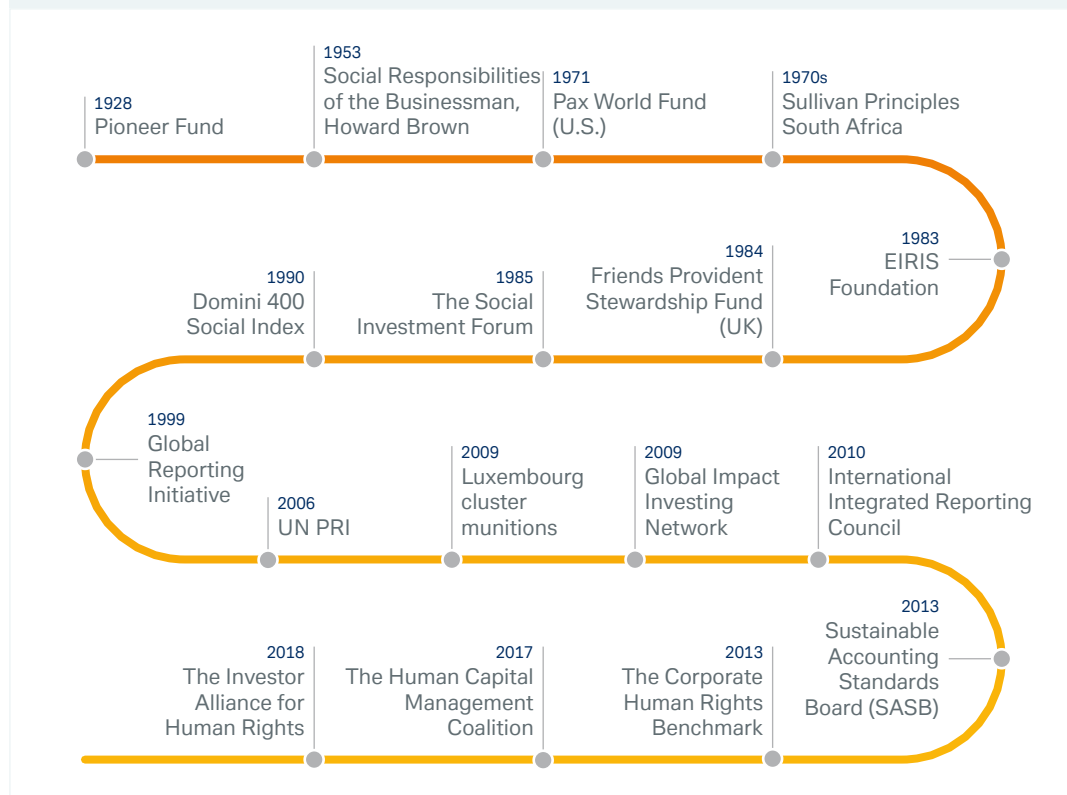 1928
Pioneer Fund
1953
Social Responsibilities
of the Businessman,
Howard Brown
1971
Pax World Fund
(U.S.)
1970s
Sullivan Principles
South Africa
1983
EIRIS
Foundation
1984
Friends Provident
Stewardship Fund
(UK)
1985
The Social
Investment Forum
1990
Domini 400
Social Index
1999
Global
Reporting
Initiative
2006
UN PRI
2009
Luxembourg
cluster
munitions
2009
Global Impact
Investing
Network
2010
International
Integrated Reporting
Council
2013
Sustainable
Accounting
Standards
Board (SASB)
2013
The Corporate
Human Rights
Benchmark
2017
The Human Capital
Management
Coalition
2018
The Investor
Alliance for
Human Rights